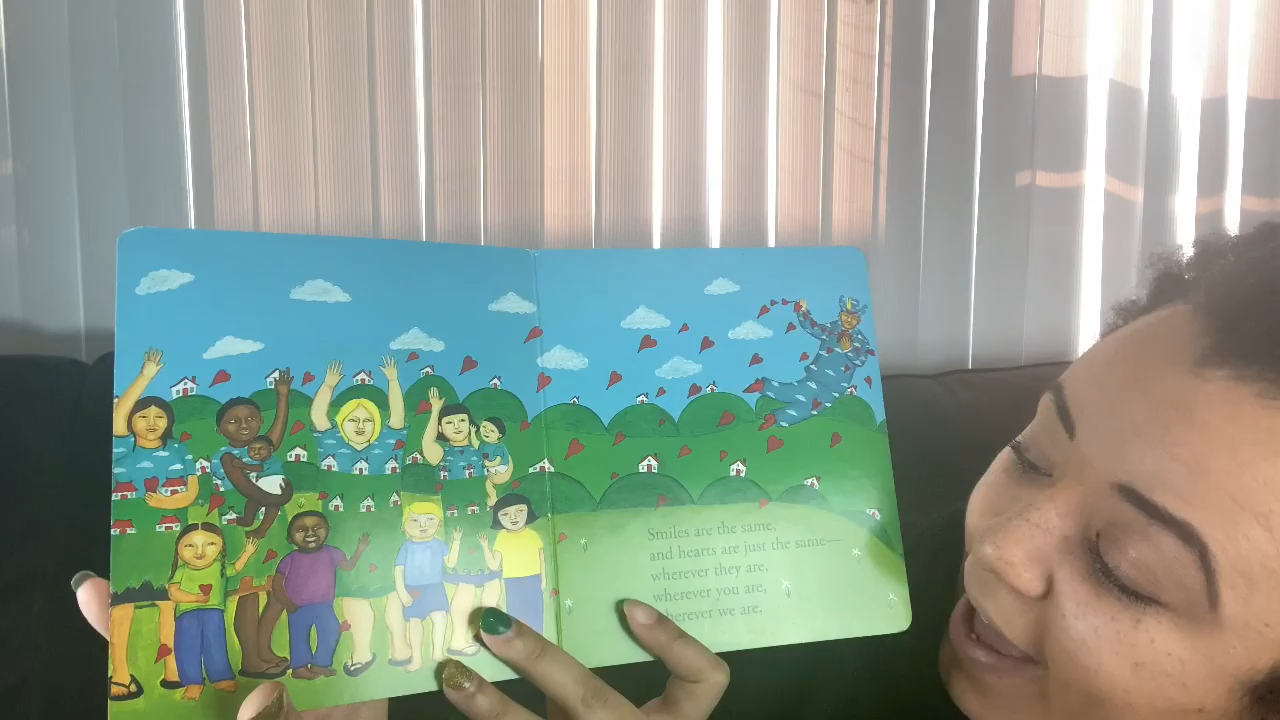 Smiles are the same,
and hearts are just the same—
wherever they are,
wherever you are,
wherever we are,